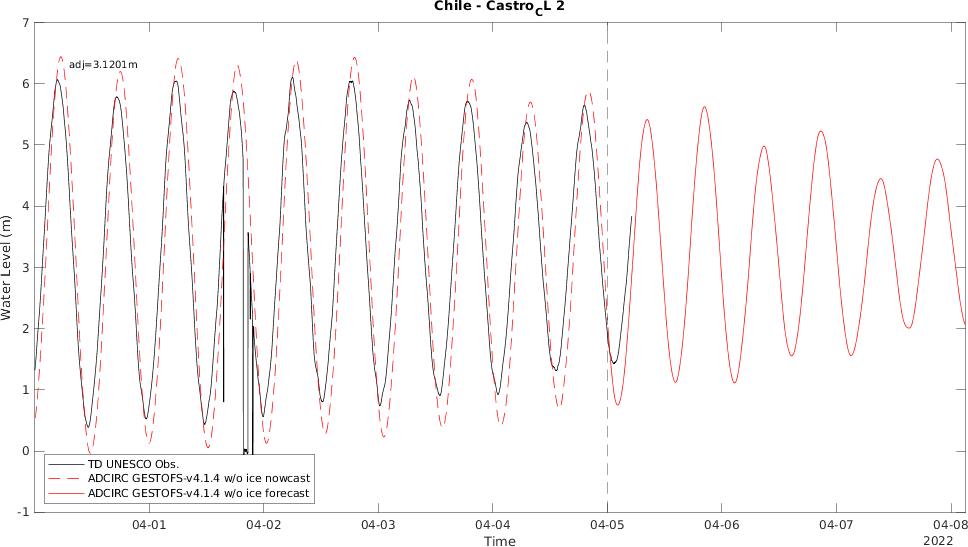 Chile - CastroCL 2
7
adj=3.1201m
6
5
4
3
2
1
0
-1
Water Level (m)
TD UNESCO Obs.
ADCIRC GESTOFS-v4.1.4 w/o ice nowcast
ADCIRC GESTOFS-v4.1.4 w/o ice forecast
04-01 04-02 04-03 04-04 04-05 04-06 04-07 04-08
Time
2022